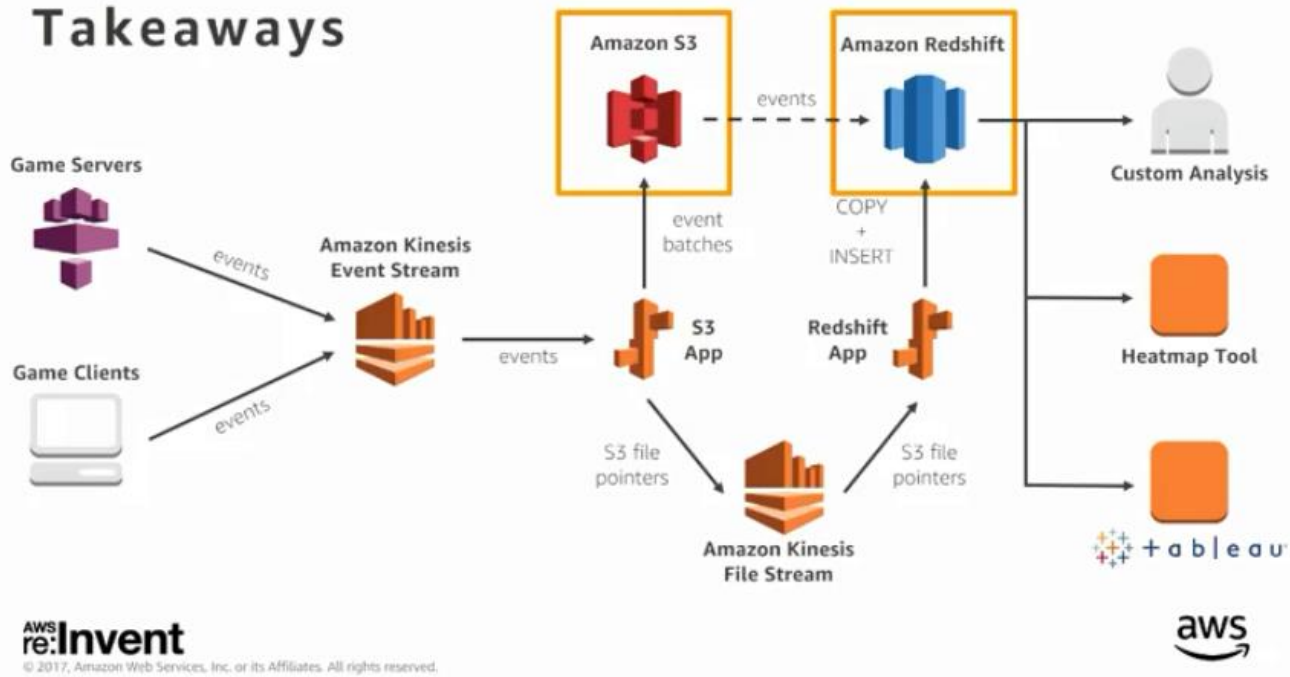 Takeaways
Amazon S3
Amazon Redshift
events
Game Servers
Custom Analysis
event
batches
COPY
+
INSERT
events
Amazon Kinesis
Event Stream
S3
App
Redshift
App
events
Heatmap Tool
Game Clients
events
S3 file
pointers
S3 file
pointers
Amazon Kinesis
File Stream
+ableau
AWS
re:Invent
aws
© 2017, Amazon Web Services, Inc. or its Affiliates. All rights reserved.